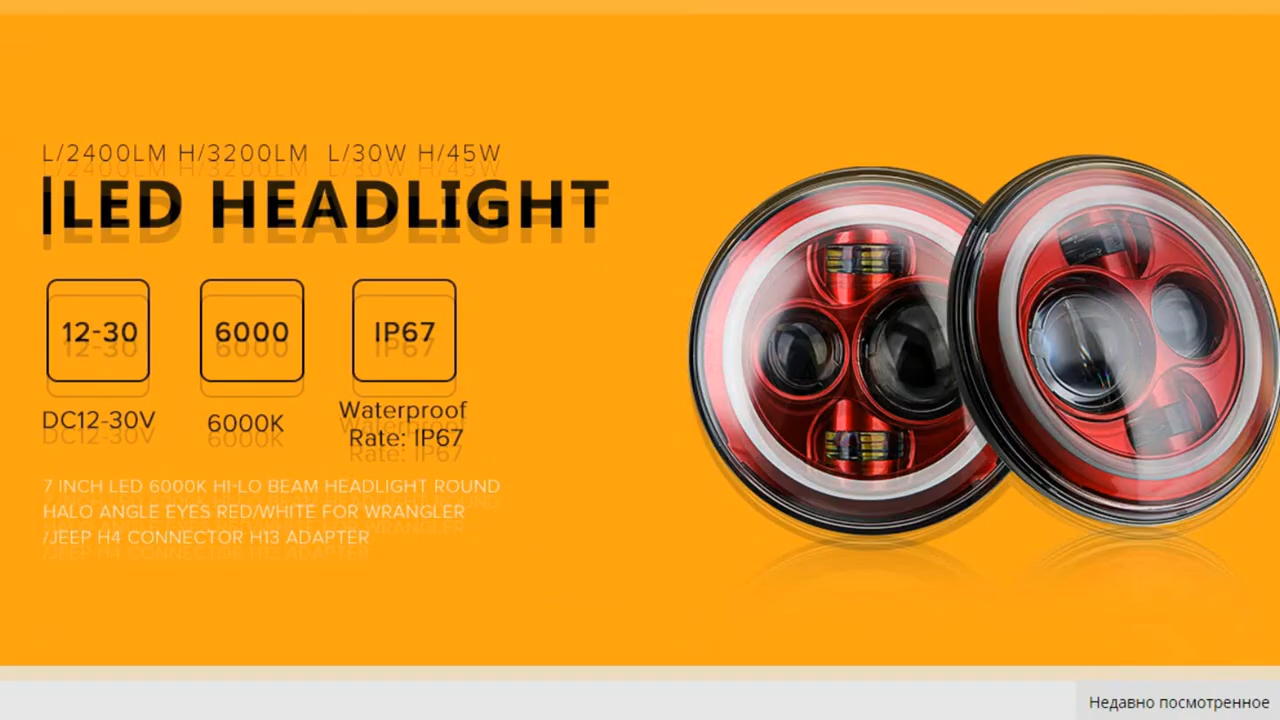 L/2400LM H/3200LM L/30W H/45W
|LED HEADLIGHT
12-30
6000
IP67
DC12-30V
6000K
Waterproof
Rate: IP67
7 INCH LED 6000K HI-LO BEAM HEADLIGHT ROUND
HALO ANGLE EYES RED/WHITE FOR WRANGLER
/JEEP H4 CONNECTOR H13 ADAPTER
Недавно посмотренное